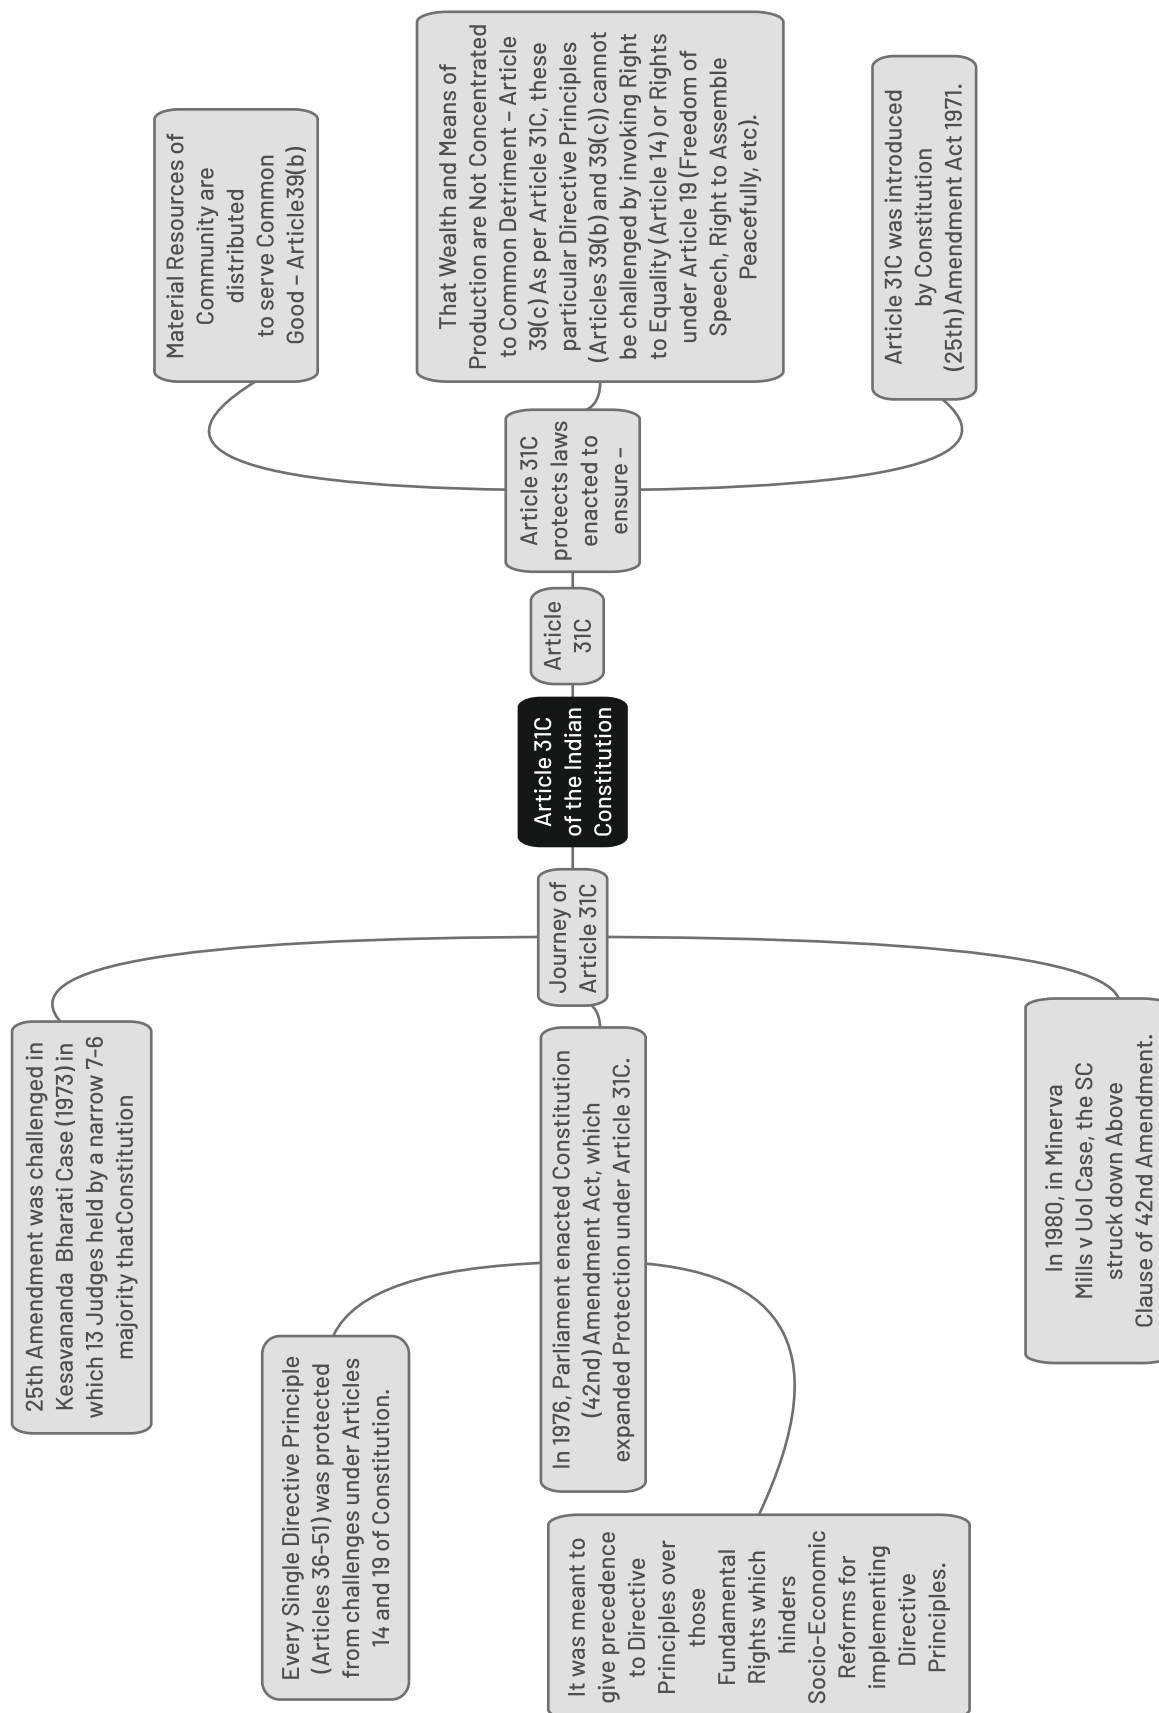 Article 31C
of the Indian
Constitution
Article
31C
Article 31C
protects laws
enacted to
ensure –
Material Resources of
Community are
distributed
to serve Common
Good – Article39(b)
That Wealth and Means of
Production are Not Concentrated
to Common Detriment – Article
39(c) As per Article 31C, these
particular Directive Principles
(Articles 39(b) and 39(c)) cannot
be challenged by invoking Right
to Equality (Article 14) or Rights
under Article 19 (Freedom of
Speech, Right to Assemble
Peacefully, etc).
Article 31C was introduced
by Constitution
(25th) Amendment Act 1971.
Journey of
Article 31C
25th Amendment was challenged in
Kesavananda Bharati Case (1973) in
which 13 Judges held by a narrow 7-6
majority thatConstitution
In 1976, Parliament enacted Constitution
(42nd) Amendment Act, which
expanded Protection under Article 31C.
Every Single Directive Principle
(Articles 36-51) was protected
from challenges under Articles
14 and 19 of Constitution.
It was meant to
give precedence
to Directive
Principles over
those
Fundamental
Rights which
hinders
Socio-Economic
Reforms for
implementing
Directive
Principles.
In 1980, in Minerva
Mills v UoI Case, the SC
struck down Above
Clause of 42nd Amendment.